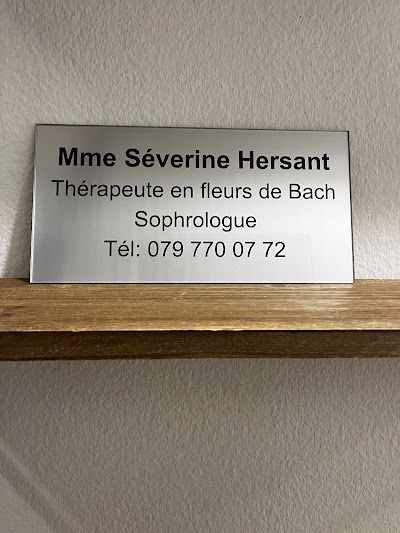 Mme Séverine Hersant
Thérapeute en fleurs de Bach
Sophrologue
Tél: 079 770 07 72